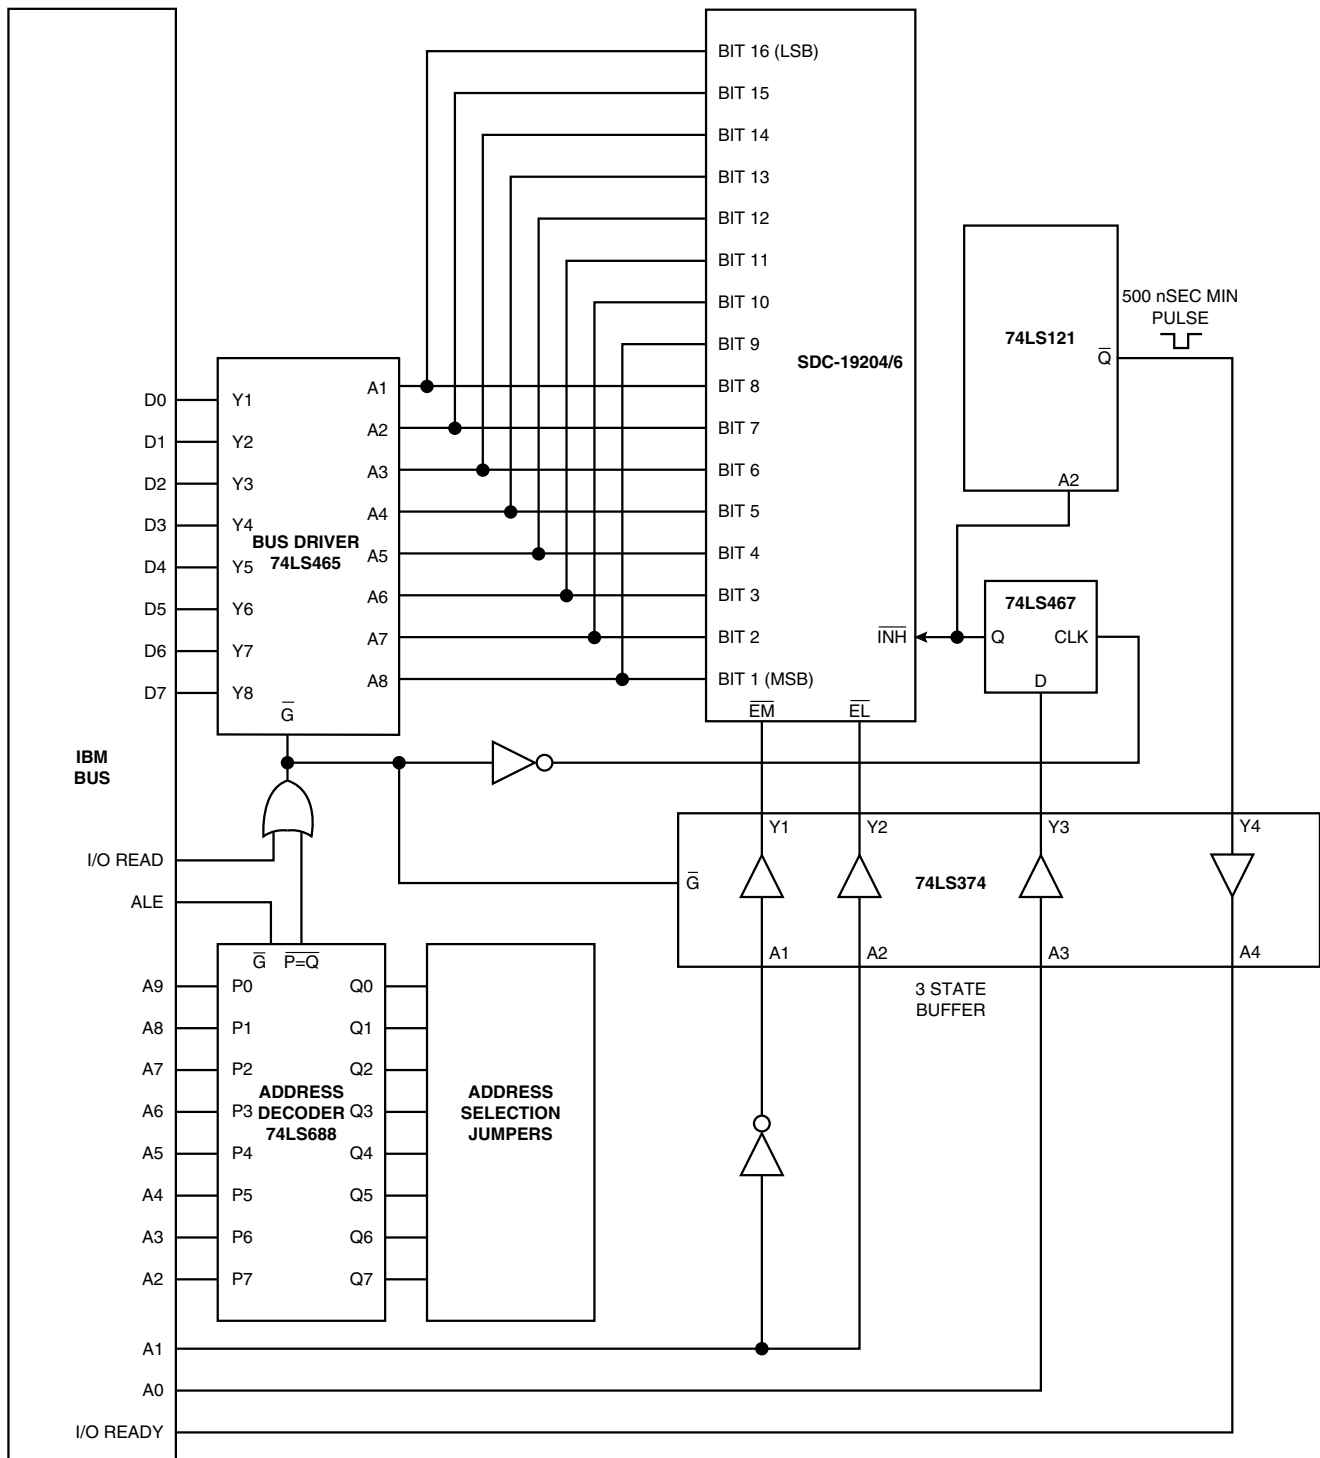 BIT 16 (LSB)
BIT 15
BIT 14
BIT 13
BIT 12
BIT 11
BIT 10
BIT 9
BIT 8
BIT 7
BIT 6
BIT 5
BIT 4
BIT 3
BIT 2
BIT 1 (MSB)
SDC-19204/6
INH
EM
EL
74LS121
Q
A2
500 nSEC MIN
PULSE
74LS467
Q
CLK
D
D0
D1
D2
D3
D4
D5
D6
D7
Y1
Y2
Y3
Y4
Y5
Y6
Y7
Y8
BUS DRIVER
74LS465
A1
A2
A3
A4
A5
A6
A7
A8
G
IBM
BUS
I/O READ
ALE
Y1
Y2
Y3
Y4
G
74LS374
A1
A2
A3
A4
3 STATE
BUFFER
G
P=Q
A9
A8
A7
A6
A5
A4
A3
A2
P0
P1
P2
P3
P4
P5
P6
P7
ADDRESS
DECODER
74LS688
Q0
Q1
Q2
Q3
Q4
Q5
Q6
Q7
ADDRESS
SELECTION
JUMPERS
A1
A0
I/O READY